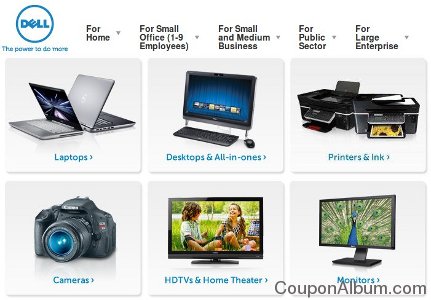 DELL
The power to do more
For Home
For Small Office (1-9 Employees)
For Small and Medium Business
For Public Sector
For Large Enterprise
Laptops ›
Desktops & All-in-ones ›
Printers & Ink ›
Cameras ›
HDTVs & Home Theater ›
Monitors ›
CouponAlbum.com